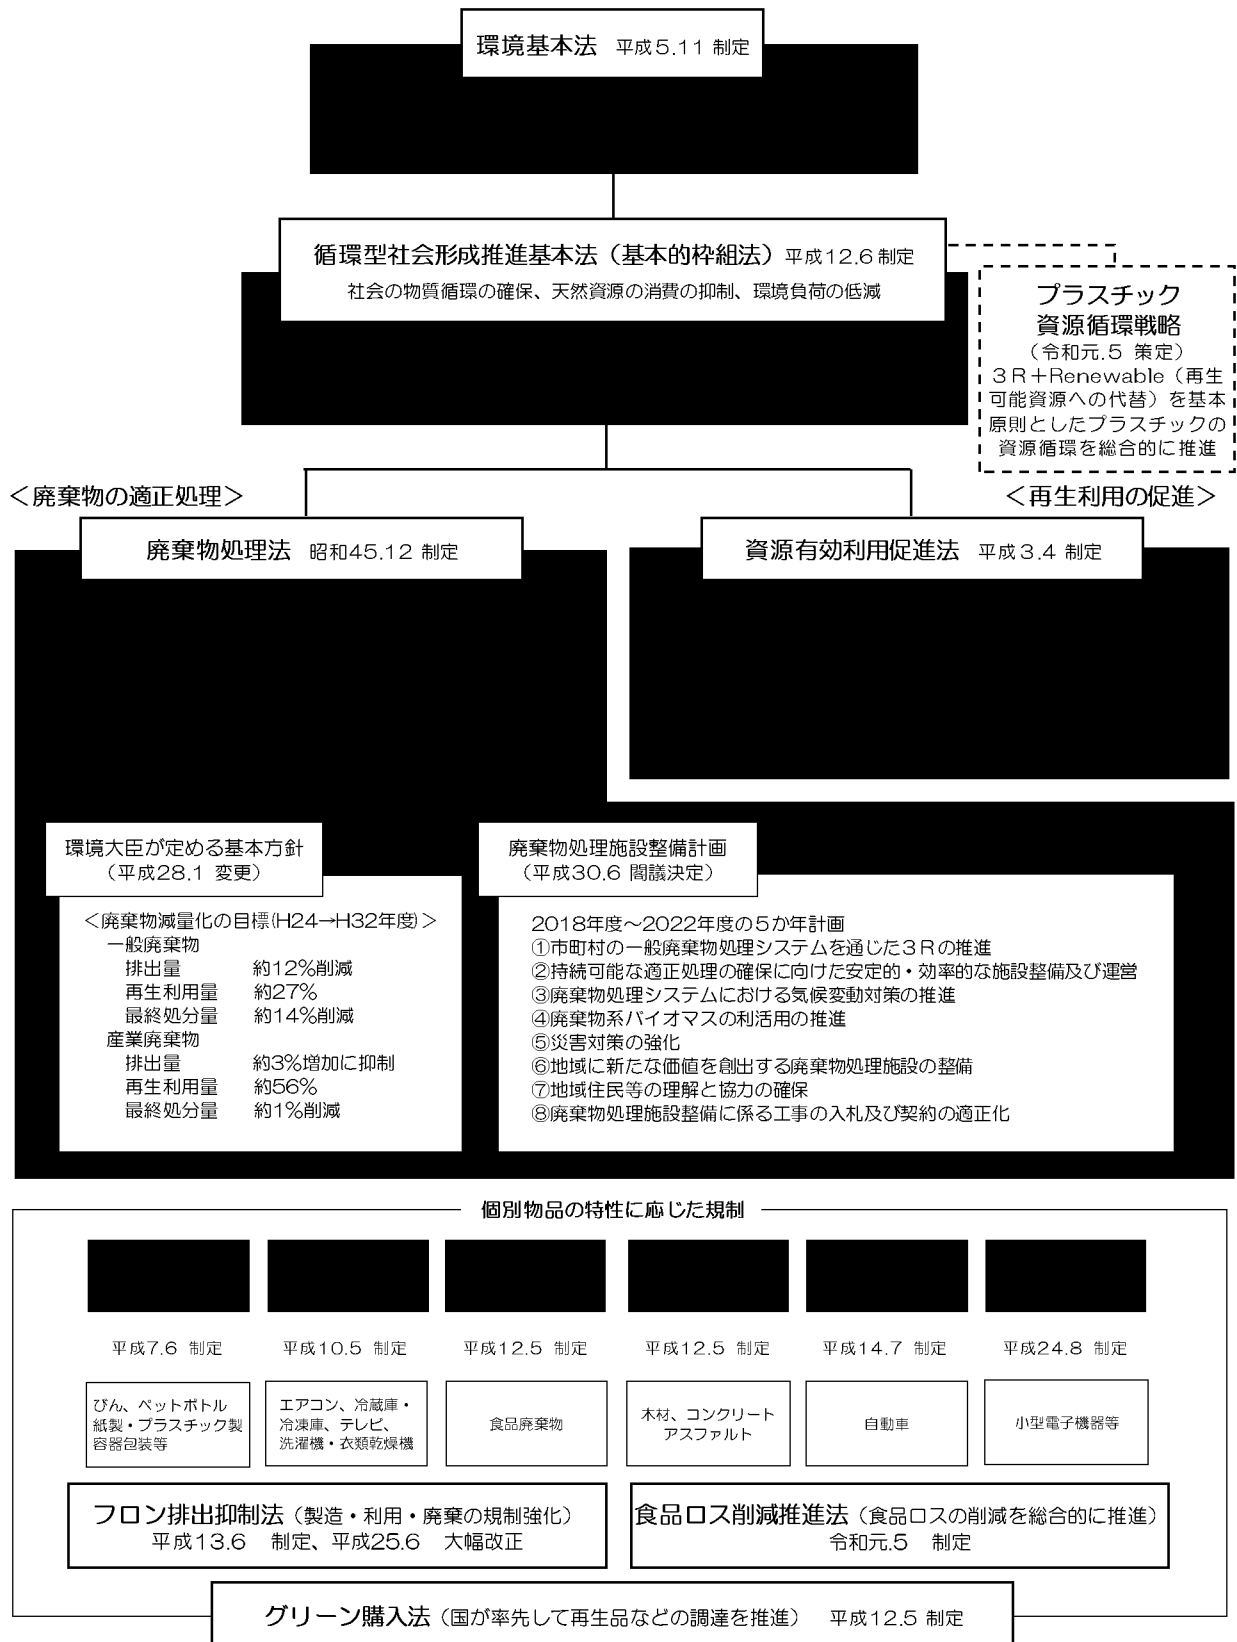 環境基本法 平成5.11 制定
循環型社会形成推進基本法（基本的枠組法）平成12.6 制定
社会の物質循環の確保、天然資源の消費の抑制、環境負荷の低減
プラスチック
資源循環戦略
（令和元.5 策定）
3R＋Renewable（再生
可能資源への代替）を基本
原則としたプラスチックの
資源循環を総合的に推進
＜廃棄物の適正処理＞
＜再生利用の促進＞
廃棄物処理法 昭和45.12 制定
資源有効利用促進法 平成3.4 制定
環境大臣が定める基本方針
（平成28.1 変更）
＜廃棄物減量化の目標(H24→H32年度)＞
一般廃棄物
排出量 約12%削減
再生利用量 約27%
最終処分量 約14%削減
産業廃棄物
排出量 約3%増加に抑制
再生利用量 約56%
最終処分量 約1%削減
廃棄物処理施設整備計画
（平成30.6 閣議決定）
2018年度～2022年度の5か年計画
①市町村の一般廃棄物処理システムを通じた3Rの推進
②持続可能な適正処理の確保に向けた安定的・効率的な施設整備及び運営
③廃棄物処理システムにおける気候変動対策の推進
④廃棄物系バイオマスの利活用の推進
⑤災害対策の強化
⑥地域に新たな価値を創出する廃棄物処理施設の整備
⑦地域住民等の理解と協力の確保
⑧廃棄物処理施設整備に係る工事の入札及び契約の適正化
個別物品の特性に応じた規制
平成7.6 制定
平成10.5 制定
平成12.5 制定
平成12.5 制定
平成14.7 制定
平成24.8 制定
びん、ペットボトル
紙製・プラスチック製
容器包装等
エアコン、冷蔵庫・
冷凍庫、テレビ、
洗濯機・衣類乾燥機
食品廃棄物
木材、コンクリート
アスファルト
自動車
小型電子機器等
フロン排出抑制法（製造・利用・廃棄の規制強化）
平成13.6 制定、平成25.6 大幅改正
食品ロス削減推進法（食品ロスの削減を総合的に推進）
令和元.5 制定
グリーン購入法（国が率先して再生品などの調達を推進） 平成12.5 制定